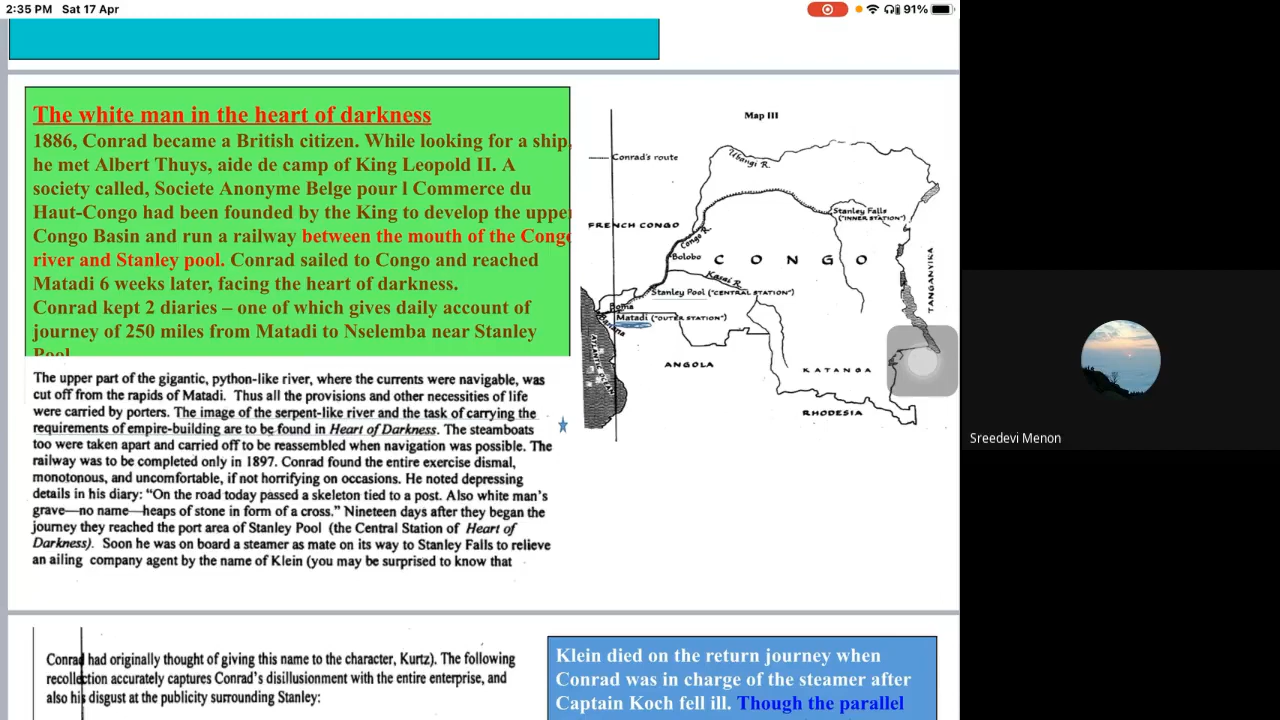 2:35 PM Sat 17 Apr
91%
The white man in the heart of darkness
1886, Conrad became a British citizen. While looking for a ship,
he met Albert Thuys, aide de camp of King Leopold II. A
society called, Societe Anonyme Belge pour l Commerce du
Haut-Congo had been founded by the King to develop the upper
Congo Basin and run a railway between the mouth of the Congo
river and Stanley pool. Conrad sailed to Congo and reached
Matadi 6 weeks later, facing the heart of darkness.
Conrad kept 2 diaries – one of which gives daily account of
journey of 250 miles from Matadi to Nselemba near Stanley
Pool
The upper part of the gigantic, python-like river, where the currents were navigable, was
cut off from the rapids of Matadi. Thus all the provisions and other necessities of life
were carried by porters. The image of the serpent-like river and the task of carrying the
requirements of empire-building are to be found in Heart of Darkness. The steamboats
too were taken apart and carried off to be reassembled when navigation was possible. The
railway was to be completed only in 1897. Conrad found the entire exercise dismal,
monotonous, and uncomfortable, if not horrifying on occasions. He noted depressing
details in his diary: “On the road today passed a skeleton tied to a post. Also white man’s
grave—no name—heaps of stone in form of a cross.” Nineteen days after they began the
journey they reached the port area of Stanley Pool (the Central Station of Heart of
Darkness). Soon he was on board a steamer as mate on its way to Stanley Falls to relieve
an ailing company agent by the name of Klein (you may be surprised to know that
Map III
Conrad's route
Ubangi R.
Stanley Falls
("INNER STATION")
FRENCH CONGO
Congo R.
Bolobo
CONGO
Kasai R.
Stanley Pool ("CENTRAL STATION")
Boma
Matadi ("OUTER STATION")
Banana
ATLANTIC OCEAN
TANGANYIKA
ANGOLA
KATANGA
RHODESIA
Conrad had originally thought of giving this name to the character, Kurtz). The following
recollection accurately captures Conrad’s disillusionment with the entire enterprise, and
also his disgust at the publicity surrounding Stanley:
Klein died on the return journey when
Conrad was in charge of the steamer after
Captain Koch fell ill. Though the parallel
Sreedevi Menon